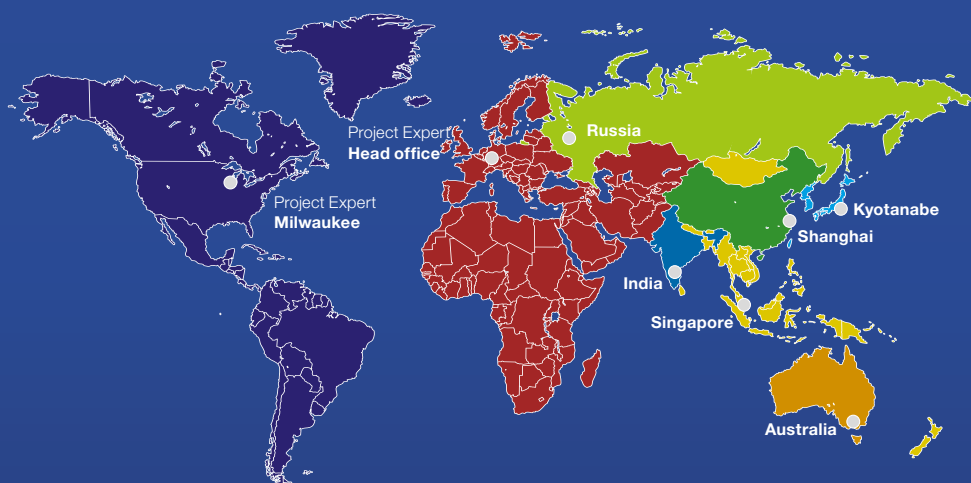 Project Expert
Head office
Russia
Project Expert
Milwaukee
Kyotanabe
Shanghai
India
Singapore
Australia